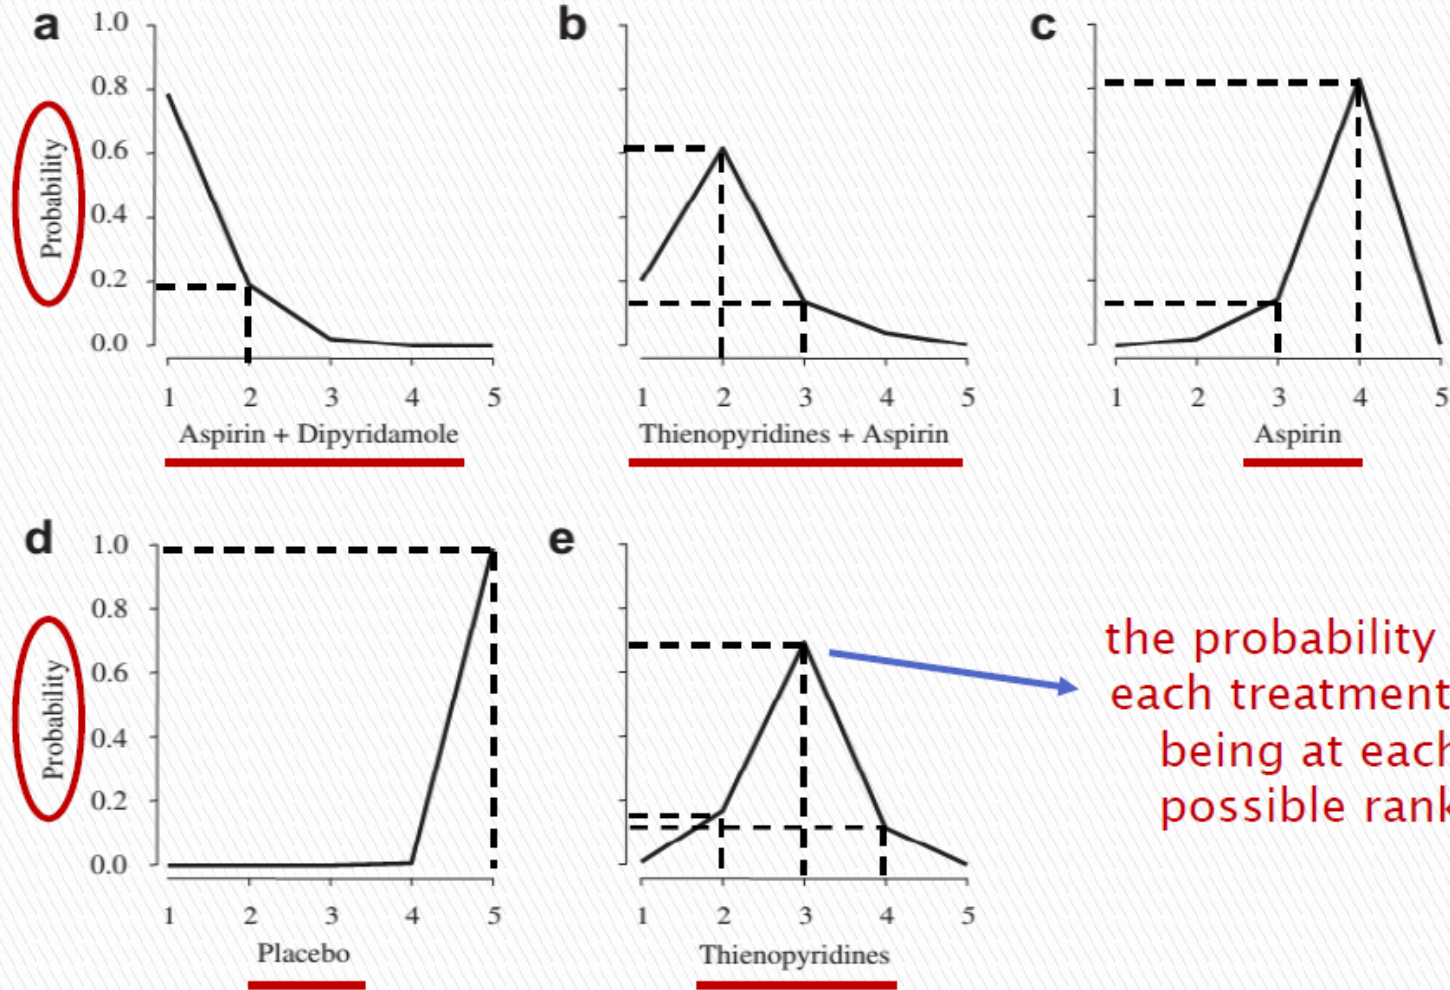 a
b
c
Probability
1.0
0.8
0.6
0.4
0.2
0.0
1 2 3 4 5
1 2 3 4 5
1 2 3 4 5
Aspirin + Dipyridamole
Thienopyridines + Aspirin
Aspirin
d
e
Probability
1.0
0.8
0.6
0.4
0.2
0.0
the probability
each treatment
being at each
possible rank
1 2 3 4 5
1 2 3 4 5
Placebo
Thienopyridines